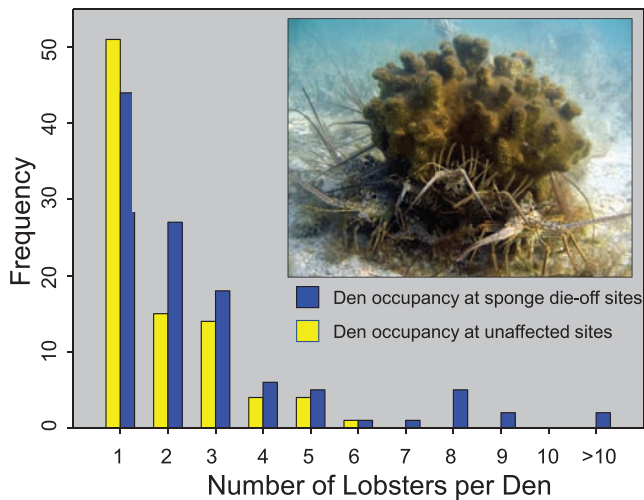 50
40
30
20
10
0
Frequency
Den occupancy at sponge die-off sites
Den occupancy at unaffected sites
1 2 3 4 5 6 7 8 9 10 >10
Number of Lobsters per Den